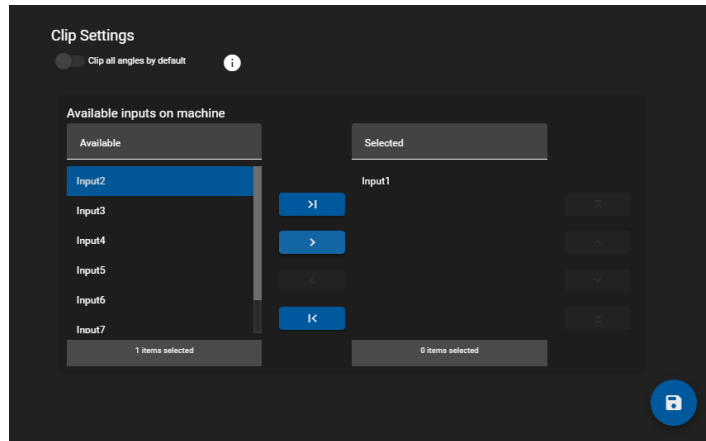 Clip Settings
Clip all angles by default
Available inputs on machine
Available
Selected
Input2
Input1
Input3
Input4
Input5
Input6
Input7
1 items selected
0 items selected